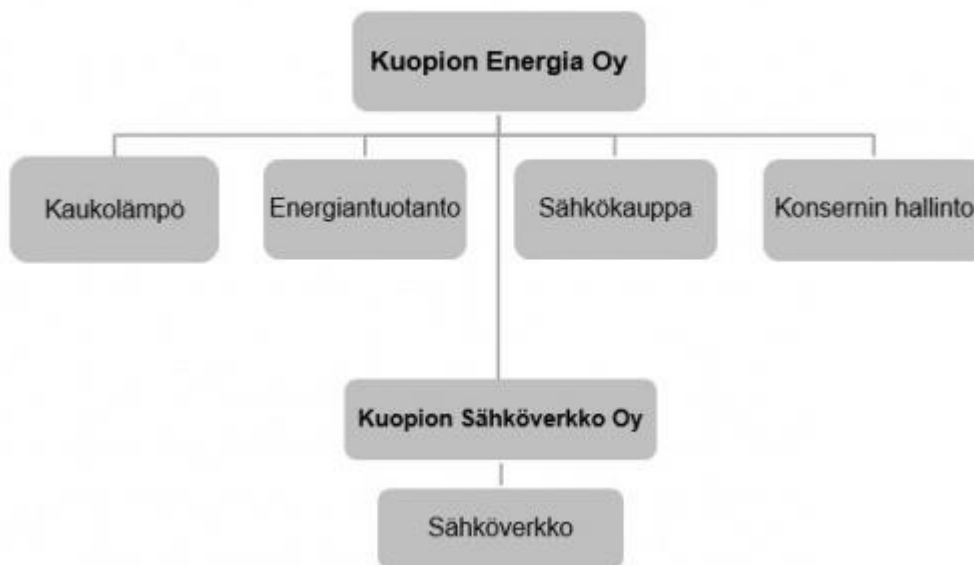 Kuopion Energia Oy
Kaukolämpö
Energiantuotanto
Sähkökauppa
Konsernin hallinto
Kuopion Sähköverkko Oy
Sähköverkko